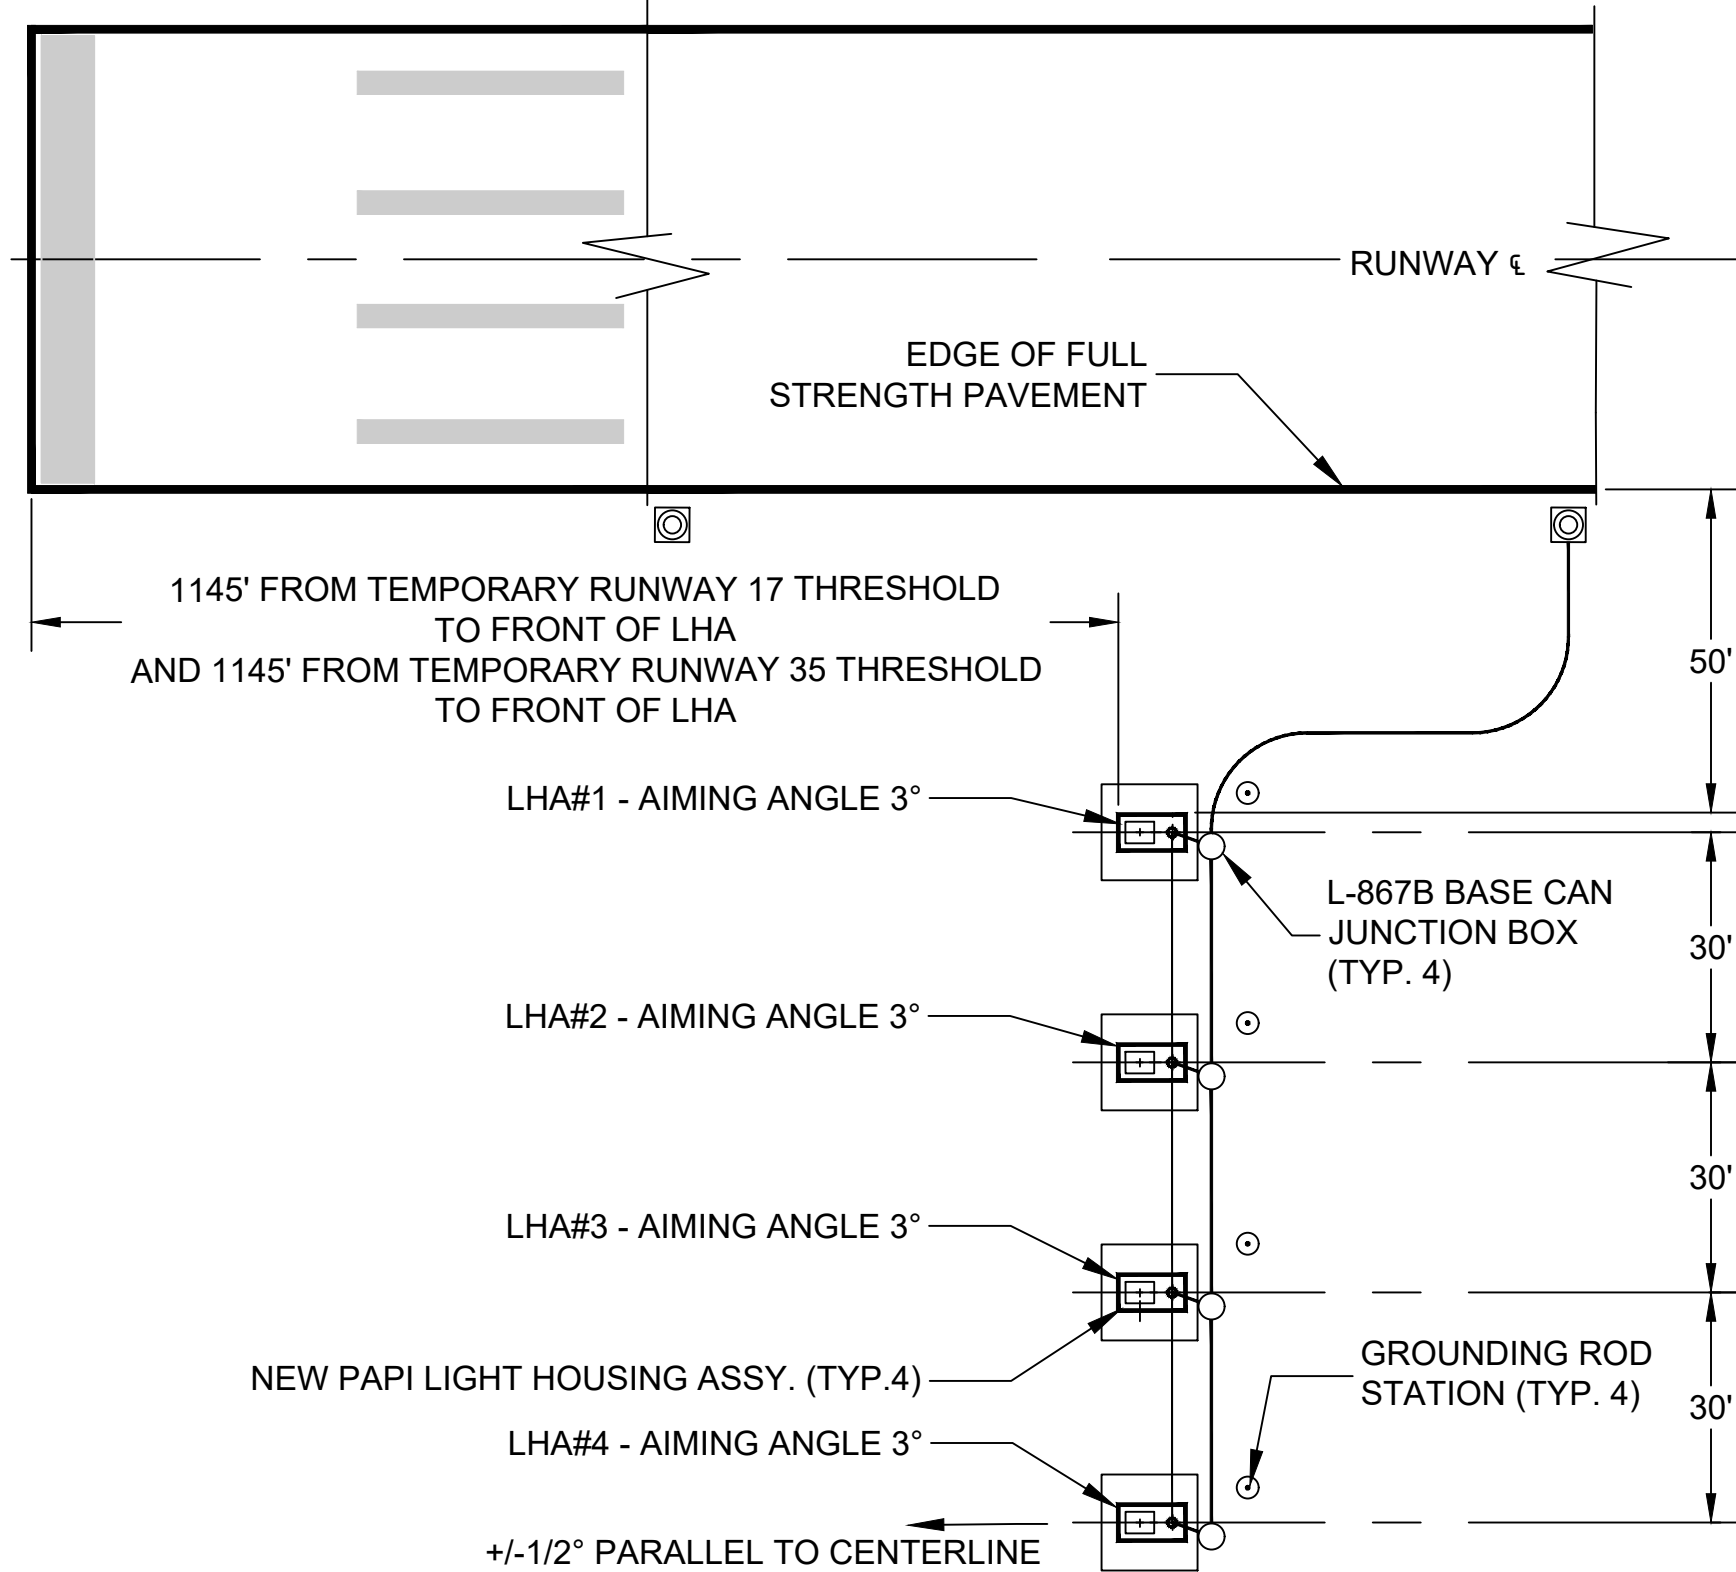 RUNWAY ℄
EDGE OF FULL
STRENGTH PAVEMENT
1145' FROM TEMPORARY RUNWAY 17 THRESHOLD
TO FRONT OF LHA
AND 1145' FROM TEMPORARY RUNWAY 35 THRESHOLD
TO FRONT OF LHA
50'
LHA#1 - AIMING ANGLE 3°
L-867B BASE CAN
JUNCTION BOX
(TYP. 4)
30'
LHA#2 - AIMING ANGLE 3°
30'
LHA#3 - AIMING ANGLE 3°
NEW PAPI LIGHT HOUSING ASSY. (TYP.4)
GROUNDING ROD
STATION (TYP. 4)
30'
LHA#4 - AIMING ANGLE 3°
+/-1/2° PARALLEL TO CENTERLINE